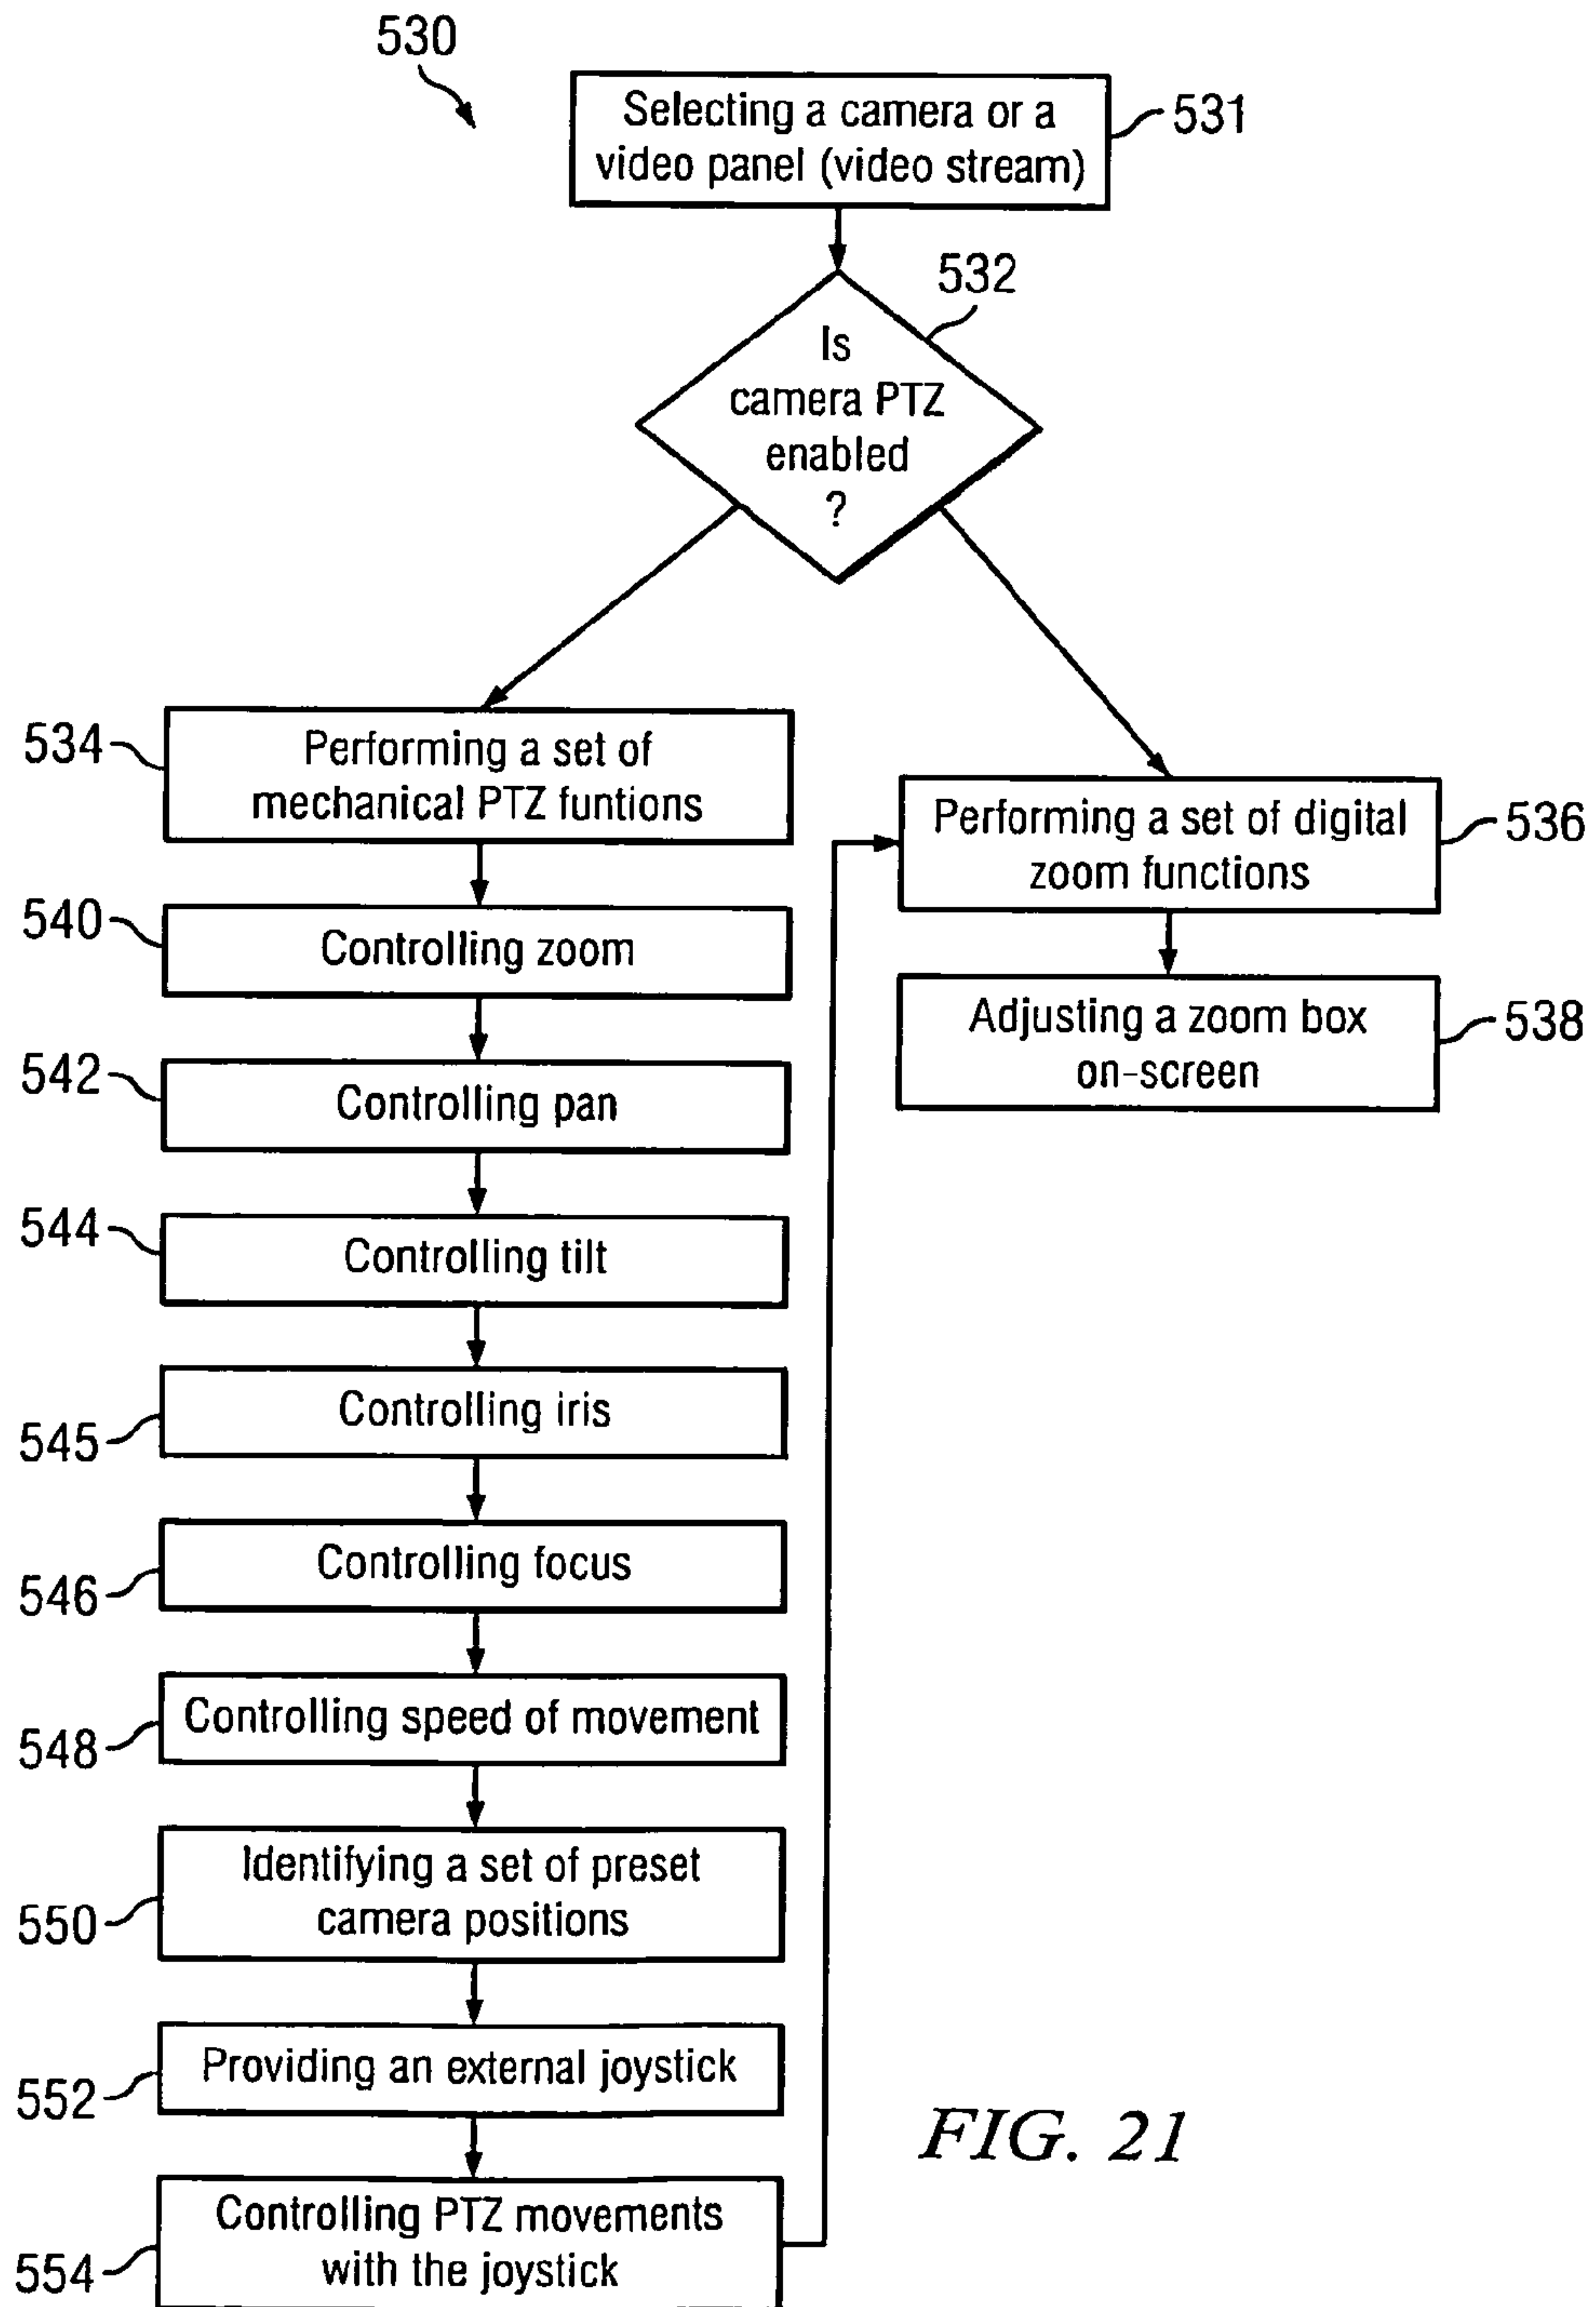 530
Selecting a camera or a
video panel (video stream)
531
532
Is
camera PTZ
enabled
?
534
Performing a set of
mechanical PTZ funtions
540
Controlling zoom
542
Controlling pan
544
Controlling tilt
545
Controlling iris
546
Controlling focus
548
Controlling speed of movement
550
Identifying a set of preset
camera positions
552
Providing an external joystick
554
Controlling PTZ movements
with the joystick
Performing a set of digital
zoom functions
536
Adjusting a zoom box
on-screen
538
FIG. 21